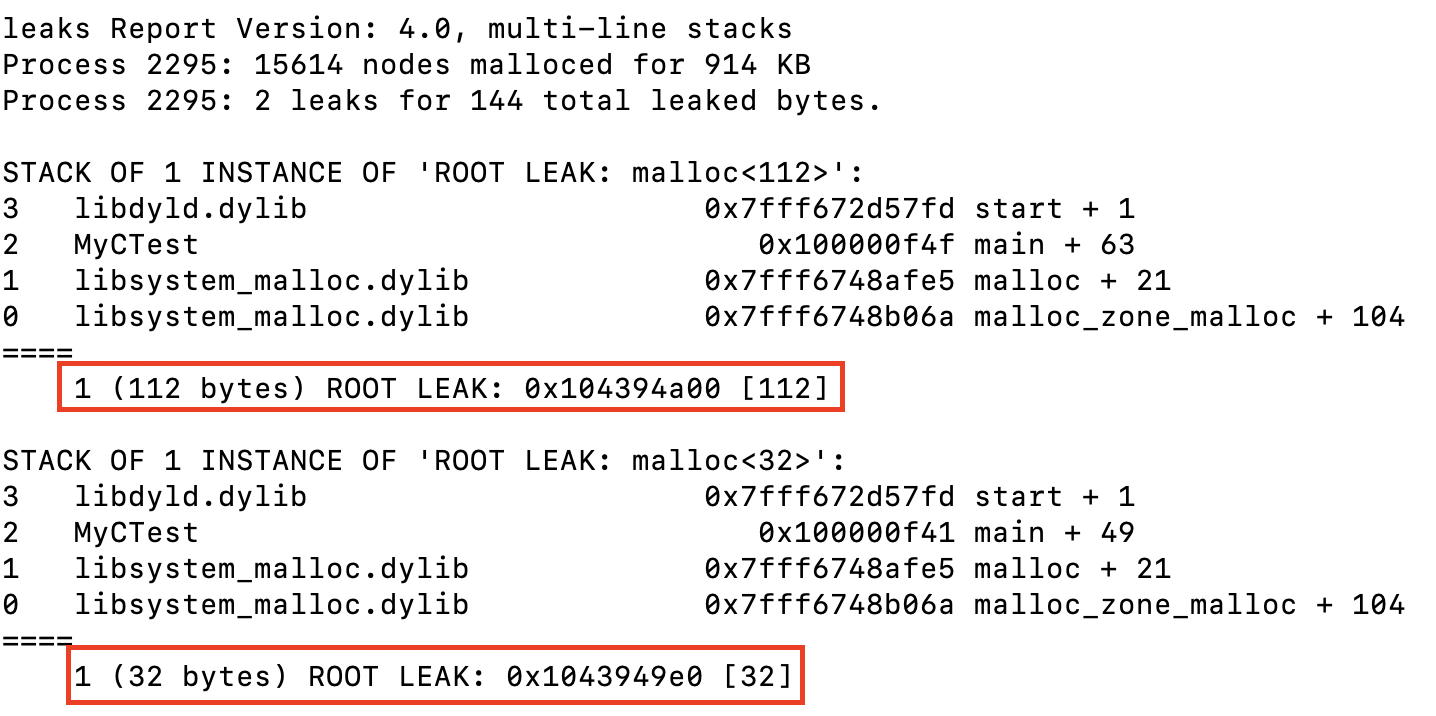 leaks Report Version: 4.0, multi-line stacks
Process 2295: 15614 nodes malloced for 914 KB
Process 2295: 2 leaks for 144 total leaked bytes.
STACK OF 1 INSTANCE OF 'ROOT LEAK: malloc<112>':
3   libdyld.dylib                      0x7fff672d57fd start + 1
2   MyCTest                               0x100000f4f main + 63
1   libsystem_malloc.dylib             0x7fff6748afe5 malloc + 21
0   libsystem_malloc.dylib             0x7fff6748b06a malloc_zone_malloc + 104
====
    1 (112 bytes) ROOT LEAK: 0x104394a00 [112]
STACK OF 1 INSTANCE OF 'ROOT LEAK: malloc<32>':
3   libdyld.dylib                      0x7fff672d57fd start + 1
2   MyCTest                               0x100000f41 main + 49
1   libsystem_malloc.dylib             0x7fff6748afe5 malloc + 21
0   libsystem_malloc.dylib             0x7fff6748b06a malloc_zone_malloc + 104
====
    1 (32 bytes) ROOT LEAK: 0x1043949e0 [32]